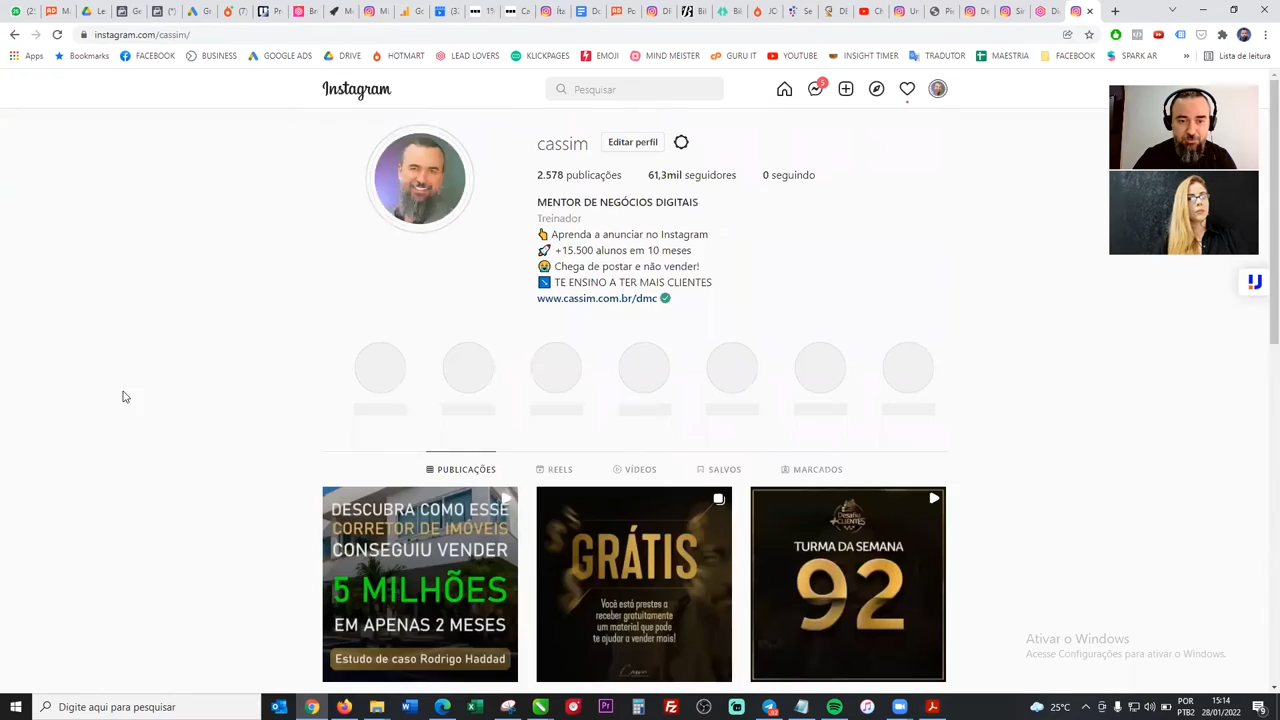 instagram.com/cassim/
Apps
Bookmarks
FACEBOOK
BUSINESS
GOOGLE ADS
DRIVE
HOTMART
LEAD LOVERS
KLICKPAGES
EMOJI
MIND MEISTER
GURU IT
YOUTUBE
INSIGHT TIMER
TRADUTOR
MAESTRIA
FACEBOOK
SPARK AR
»
Lista de leitura
Instagram
Pesquisar
5
cassim
Editar perfil
2.578 publicações 61,3mil seguidores 0 seguindo
MENTOR DE NEGÓCIOS DIGITAIS
Treinador
👆 Aprenda a anunciar no Instagram
🚀 +15.500 alunos em 10 meses
😭 Chega de postar e não vender!
↘️ TE ENSINO A TER MAIS CLIENTES
www.cassim.com.br/dmc
PUBLICAÇÕES
REELS
VÍDEOS
SALVOS
MARCADOS
DESCUBRA COMO ESSE
CORRETOR DE IMÓVEIS
CONSEGUIU VENDER
5 MILHÕES
EM APENAS 2 MESES
Estudo de caso Rodrigo Haddad
GRÁTIS
Você está prestes a
receber gratuitamente
um material que pode
te ajudar a vender mais!
Desafio
+CLIENTES
TURMA DA SEMANA
92
Ativar o Windows
Acesse Configurações para ativar o Windows.
Digite aqui para pesquisar
25°C
POR
PTB2
15:14
28/01/2022